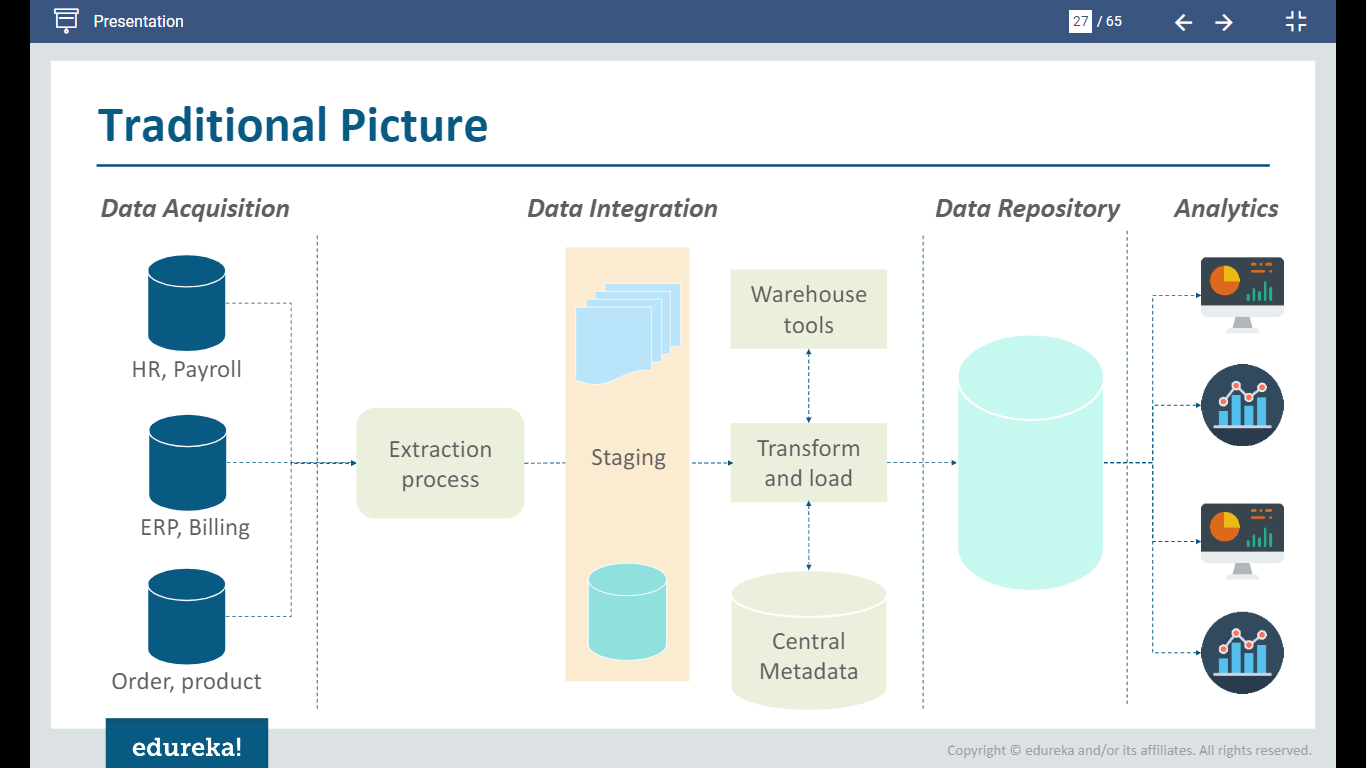 Presentation
27 / 65
Traditional Picture
Data Acquisition
Data Integration
Data Repository
Analytics
HR, Payroll
ERP, Billing
Order, product
Extraction
process
Staging
Warehouse
tools
Transform
and load
Central
Metadata
edureka!
Copyright © edureka and/or its affiliates. All rights reserved.